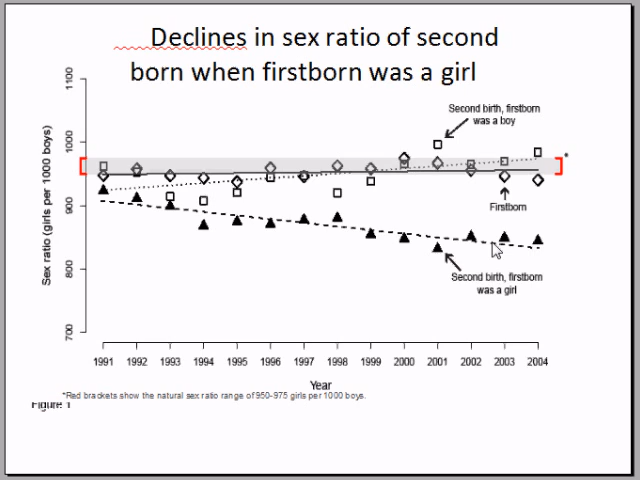 Declines in sex ratio of second
born when firstborn was a girl
1100
1000
900
800
700
Sex ratio (girls per 1000 boys)
Second birth, firstborn
was a boy
*
Firstborn
Second birth, firstborn
was a girl
1991 1992 1993 1994 1995 1996 1997 1998 1999 2000 2001 2002 2003 2004
Year
*Red brackets show the natural sex ratio range of 950-975 girls per 1000 boys.
Figure 1